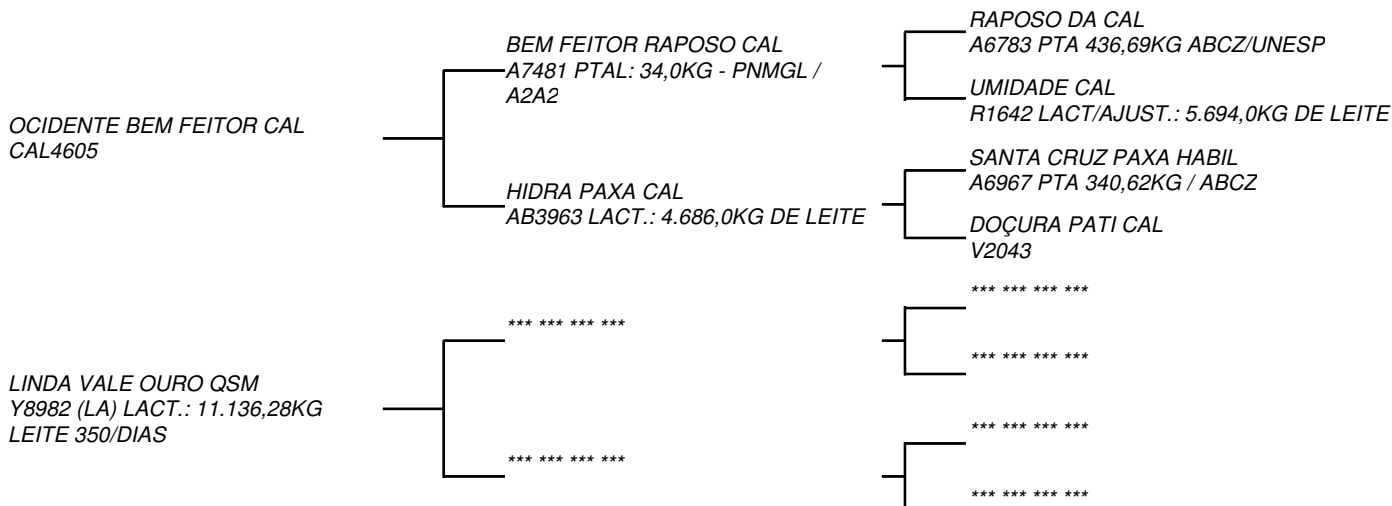 OCIDENTE BEM FEITOR CAL
CAL4605
BEM FEITOR RAPOSO CAL
A7481 PTAL: 34,0KG - PNMGL /
A2A2
RAPOSO DA CAL
A6783 PTA 436,69KG ABCZ/UNESP
UMIDADE CAL
R1642 LACT/AJUST.: 5.694,0KG DE LEITE
HIDRA PAXA CAL
AB3963 LACT.: 4.686,0KG DE LEITE
SANTA CRUZ PAXA HABIL
A6967 PTA 340,62KG / ABCZ
DOÇURA PATI CAL
V2043
LINDA VALE OURO QSM
Y8982 (LA) LACT.: 11.136,28KG
LEITE 350/DIAS
*** *** *** ***
*** *** *** ***
*** *** *** ***
*** *** *** ***
*** *** *** ***
*** *** *** ***